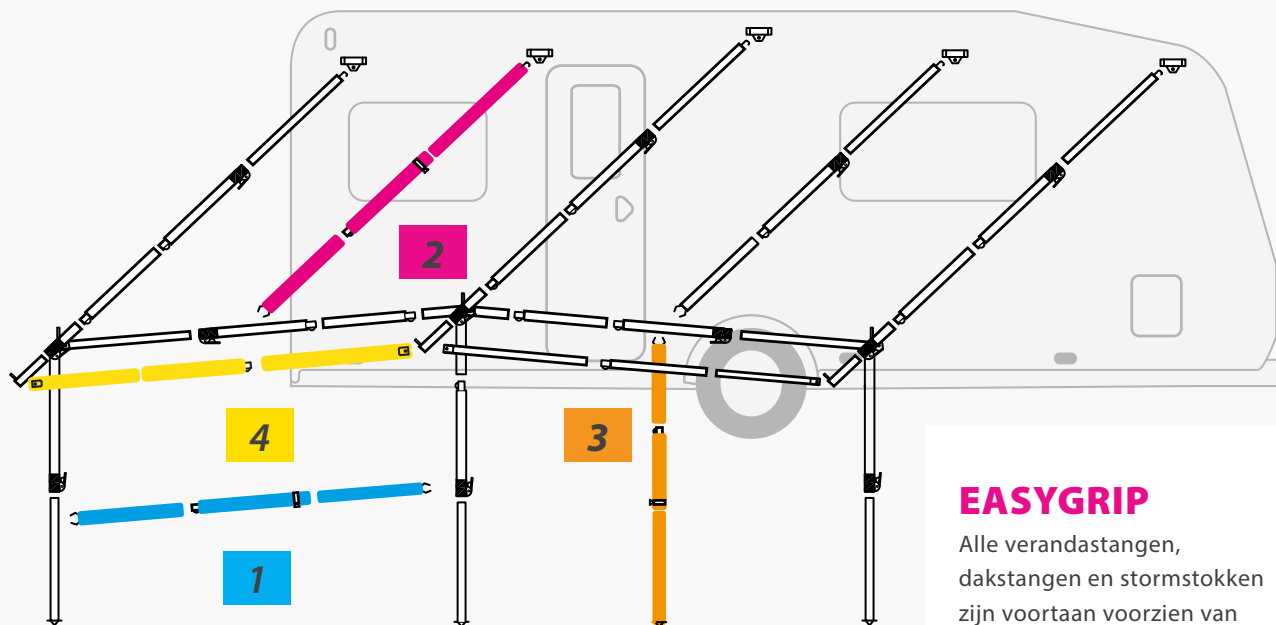 2
4
3
1
EASYGRIP
Alle verandastangen,
dakstangen en stormstokken
zijn voortaan voorzien van